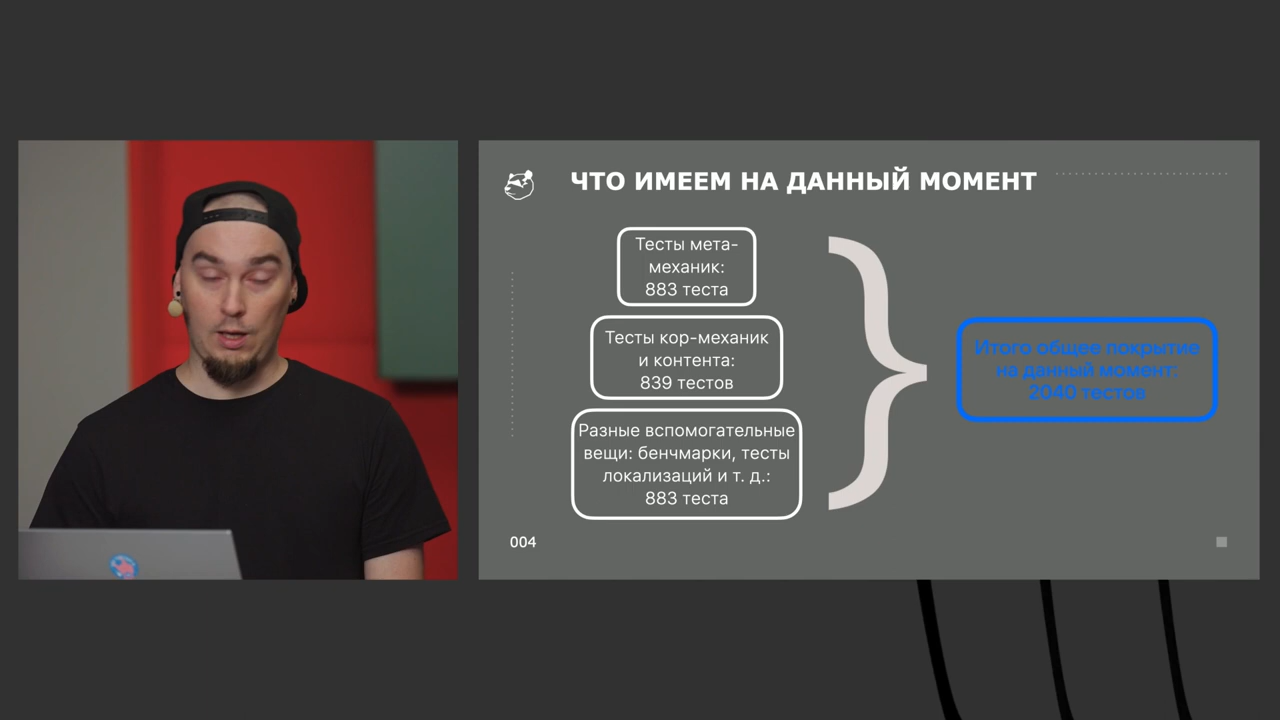 ЧТО ИМЕЕМ НА ДАННЫЙ МОМЕНТ
Тесты мета-
механик:
883 теста
Тесты кор-механик
и контента:
839 тестов
Разные вспомогательные
вещи: бенчмарки, тесты
локализаций и т. д.:
883 теста
Итого общее покрытие
на данный момент:
2040 тестов
004